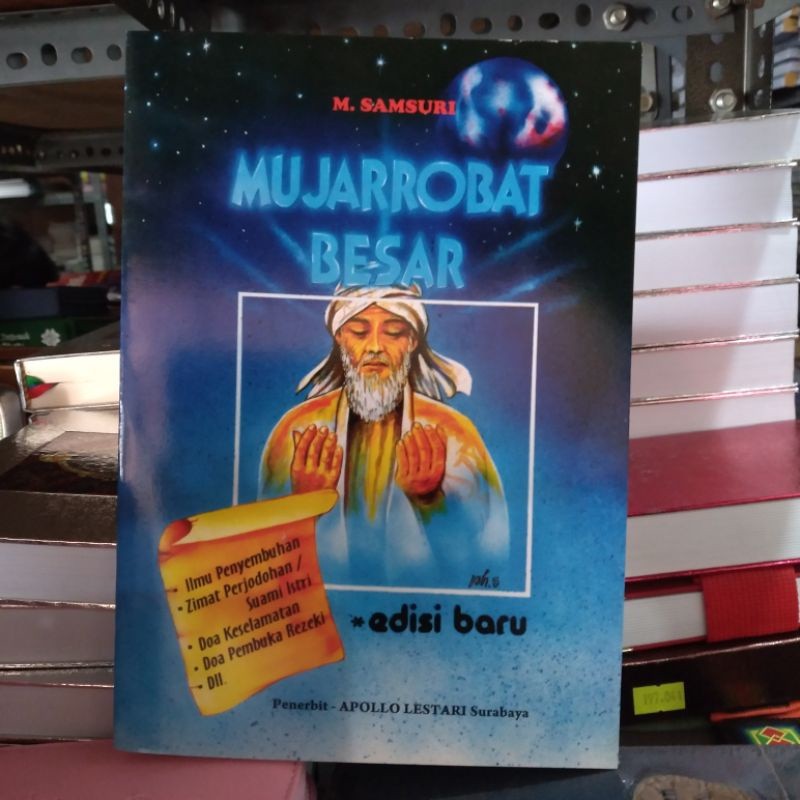 M. SAMSURI
MUJARROBAT
BESAR
• Ilmu Penyembuhan
• Zimat Perjodohan /
Suami Istri
• Doa Keselamatan
• Doa Pembuka Rezeki
• Dll.
ph.s
*edisi baru
Penerbit - APOLLO LESTARI Surabaya